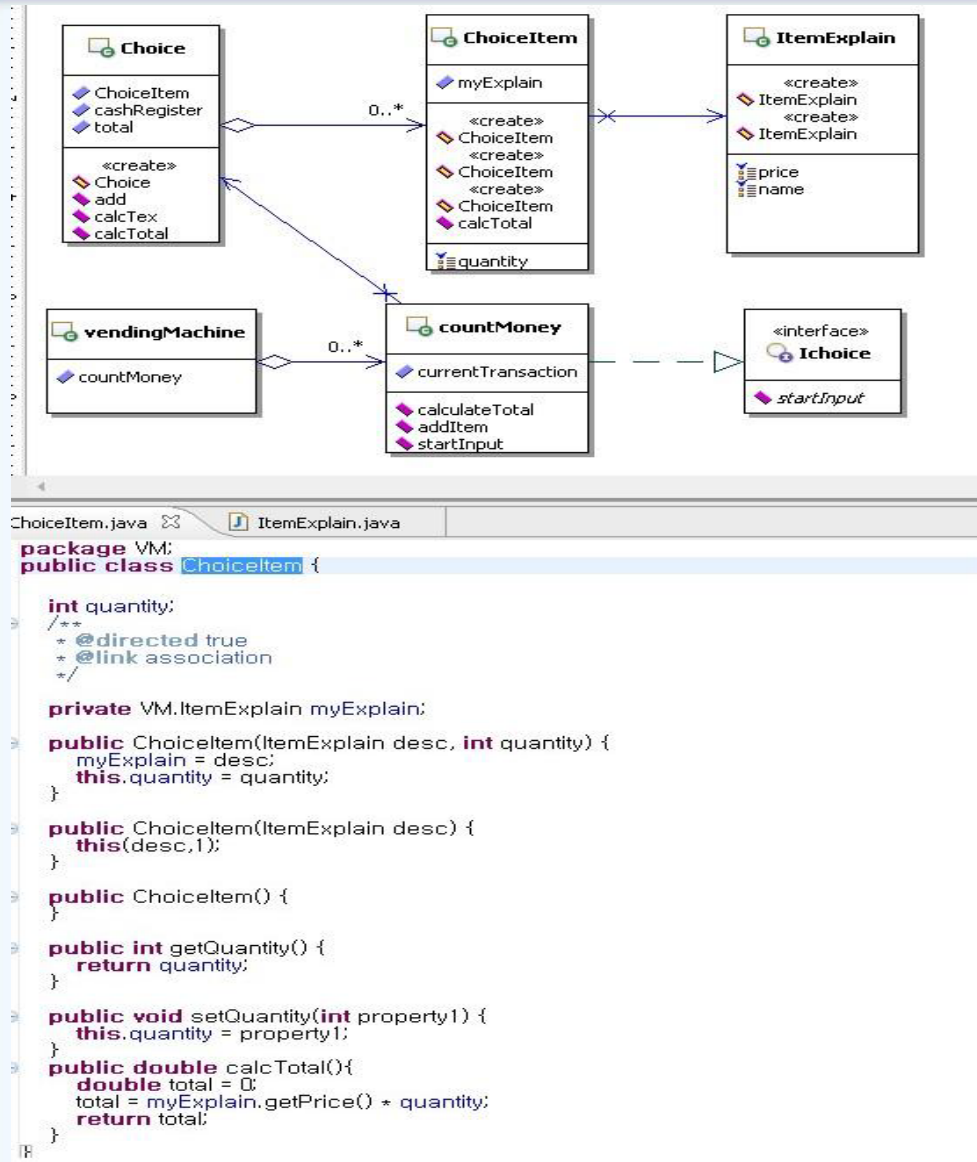 Choice
ChoiceItem
cashRegister
total
«create»
Choice
add
calcTex
calcTotal
0..*
ChoiceItem
myExplain
«create»
ChoiceItem
«create»
ChoiceItem
«create»
ChoiceItem
calcTotal
quantity
ItemExplain
«create»
ItemExplain
«create»
ItemExplain
price
name
vendingMachine
countMoney
0..*
countMoney
currentTransaction
calculateTotal
addItem
startInput
«interface»
Ichoice
startInput
ChoiceItem.java
ItemExplain.java
package VM;
public class ChoiceItem {
int quantity;
/**
* @directed true
* @link association
*/
private VM.ItemExplain myExplain;
public ChoiceItem(ItemExplain desc, int quantity) {
myExplain = desc;
this.quantity = quantity;
}
public ChoiceItem(ItemExplain desc) {
this(desc,1);
}
public ChoiceItem() {
}
public int getQuantity() {
return quantity;
}
public void setQuantity(int property1) {
this.quantity = property1;
}
public double calcTotal(){
double total = 0;
total = myExplain.getPrice() * quantity;
return total;
}
}